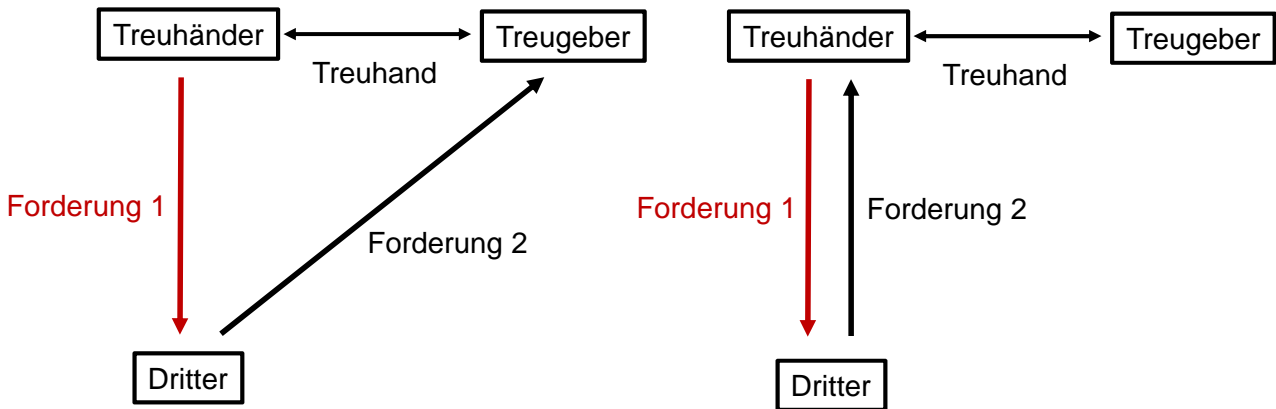 Treuhänder
Treugeber
Treuhand
Forderung 1
Forderung 2
Dritter
Treuhänder
Treugeber
Treuhand
Forderung 1
Forderung 2
Dritter